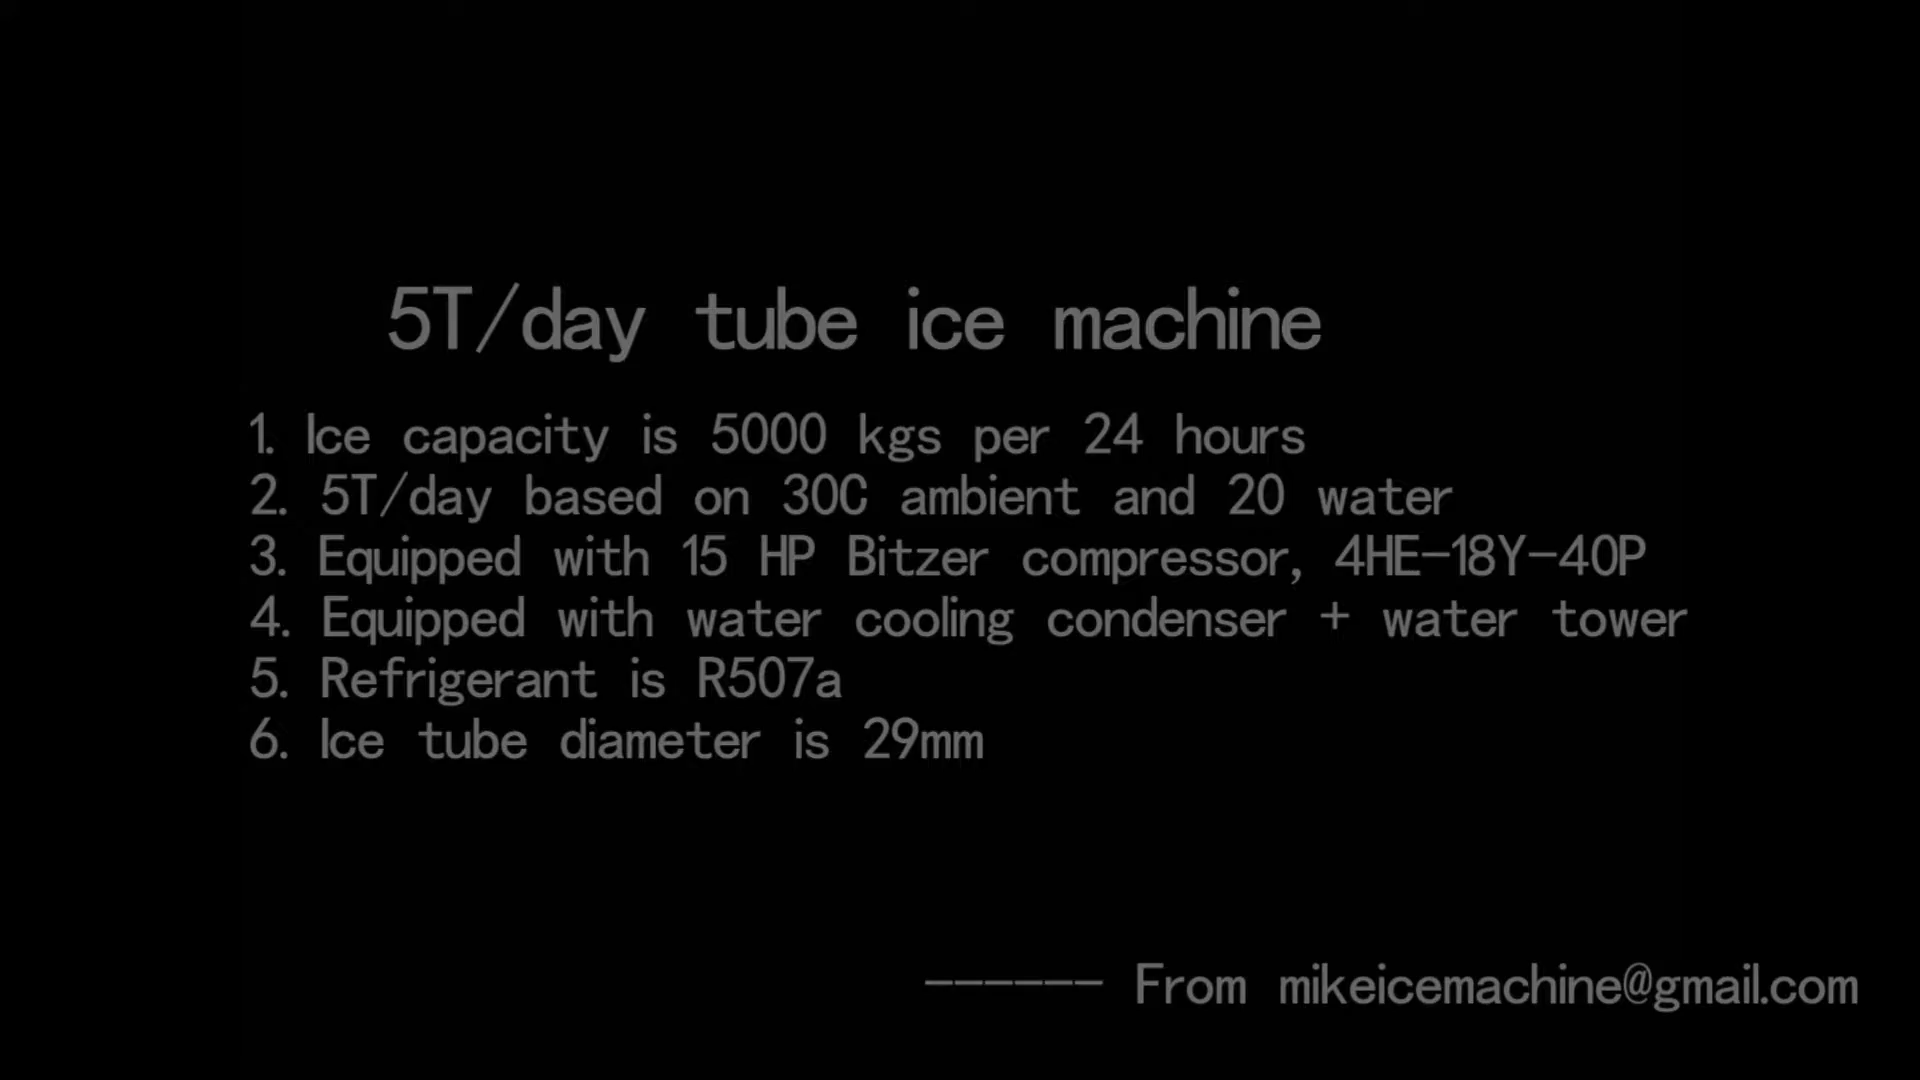 5T/day tube ice machine
1. Ice capacity is 5000 kgs per 24 hours
2. 5T/day based on 30C ambient and 20 water
3. Equipped with 15 HP Bitzer compressor, 4HE-18Y-40P
4. Equipped with water cooling condenser + water tower
5. Refrigerant is R507a
6. Ice tube diameter is 29mm
------ From mikeicemachine@gmail.com